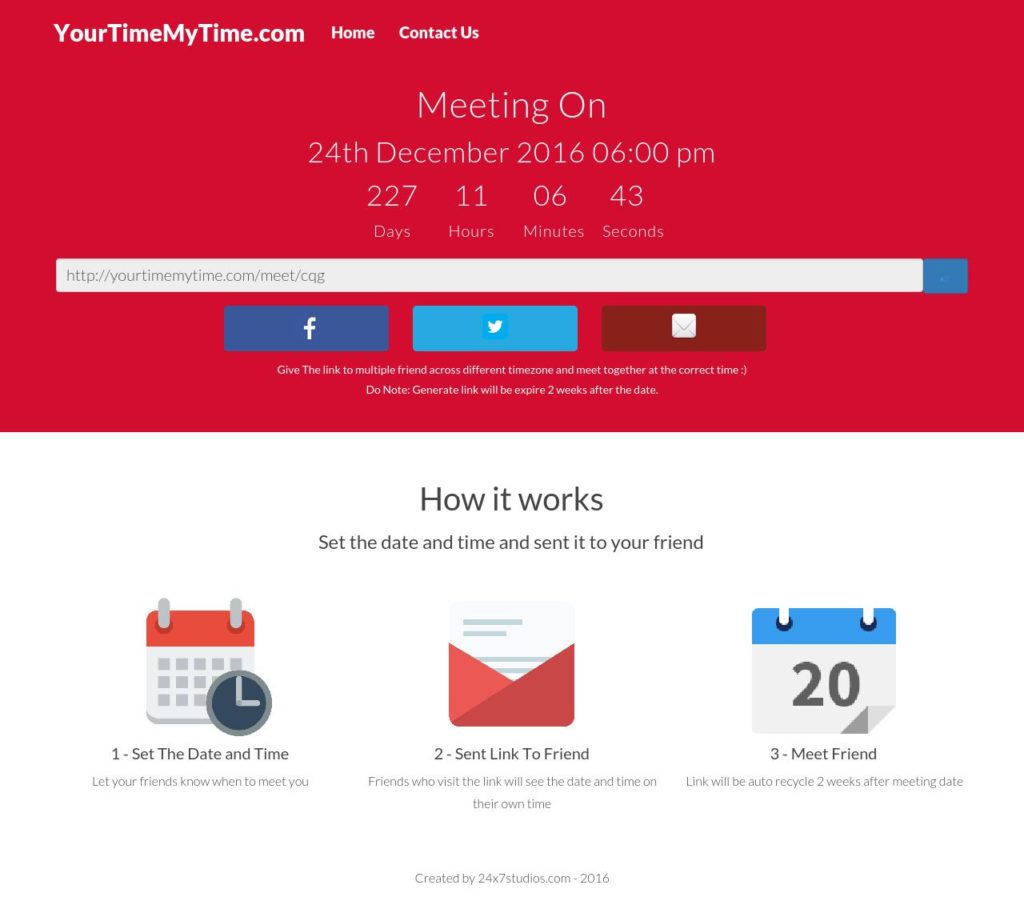 YourTimeMyTime.com Home Contact Us
Meeting On
24th December 2016 06:00 pm
227 11 06 43
Days Hours Minutes Seconds
http://yourtimemytime.com/meet/cqg
Give The link to multiple friend across different timezone and meet together at the correct time :)
Do Note: Generate link will be expire 2 weeks after the date.
How it works
Set the date and time and sent it to your friend
20
1 - Set The Date and Time 2 - Sent Link To Friend 3 - Meet Friend
Let your friends know when to meet you Friends who visit the link will see the date and time on Link will be auto recycle 2 weeks after meeting date
their own time
Created by 24x7studios.com - 2016